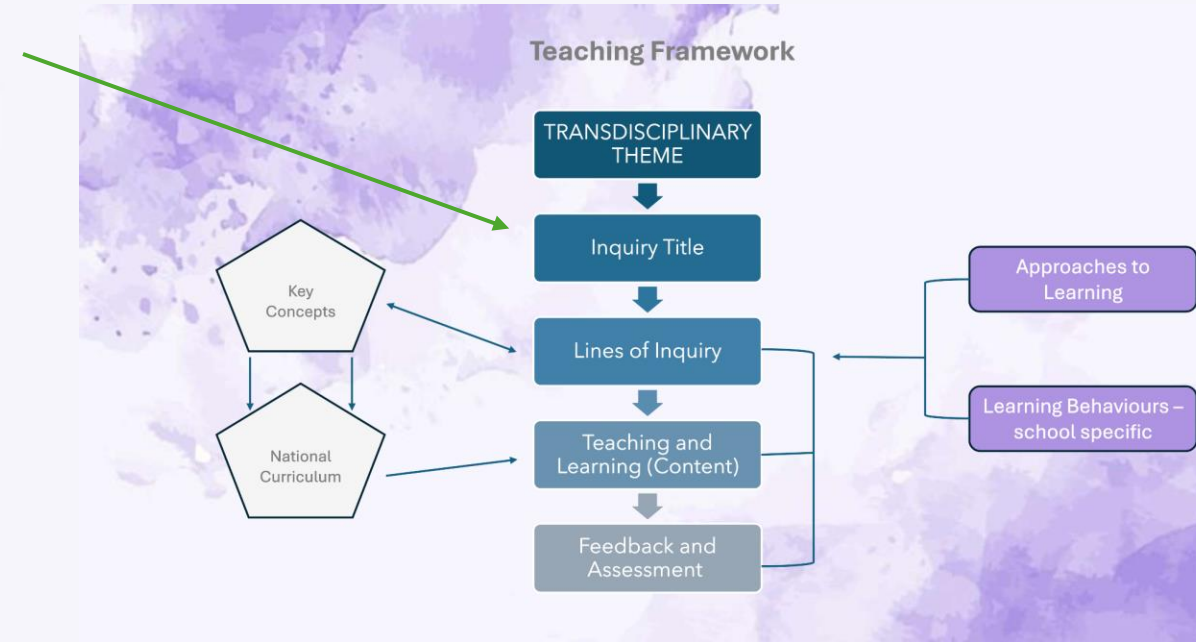 Teaching Framework
TRANSDISCIPLINARY
THEME
Inquiry Title
Key
Concepts
Lines of Inquiry
Approaches to
Learning
National
Curriculum
Teaching and
Learning (Content)
Learning Behaviours –
school specific
Feedback and
Assessment